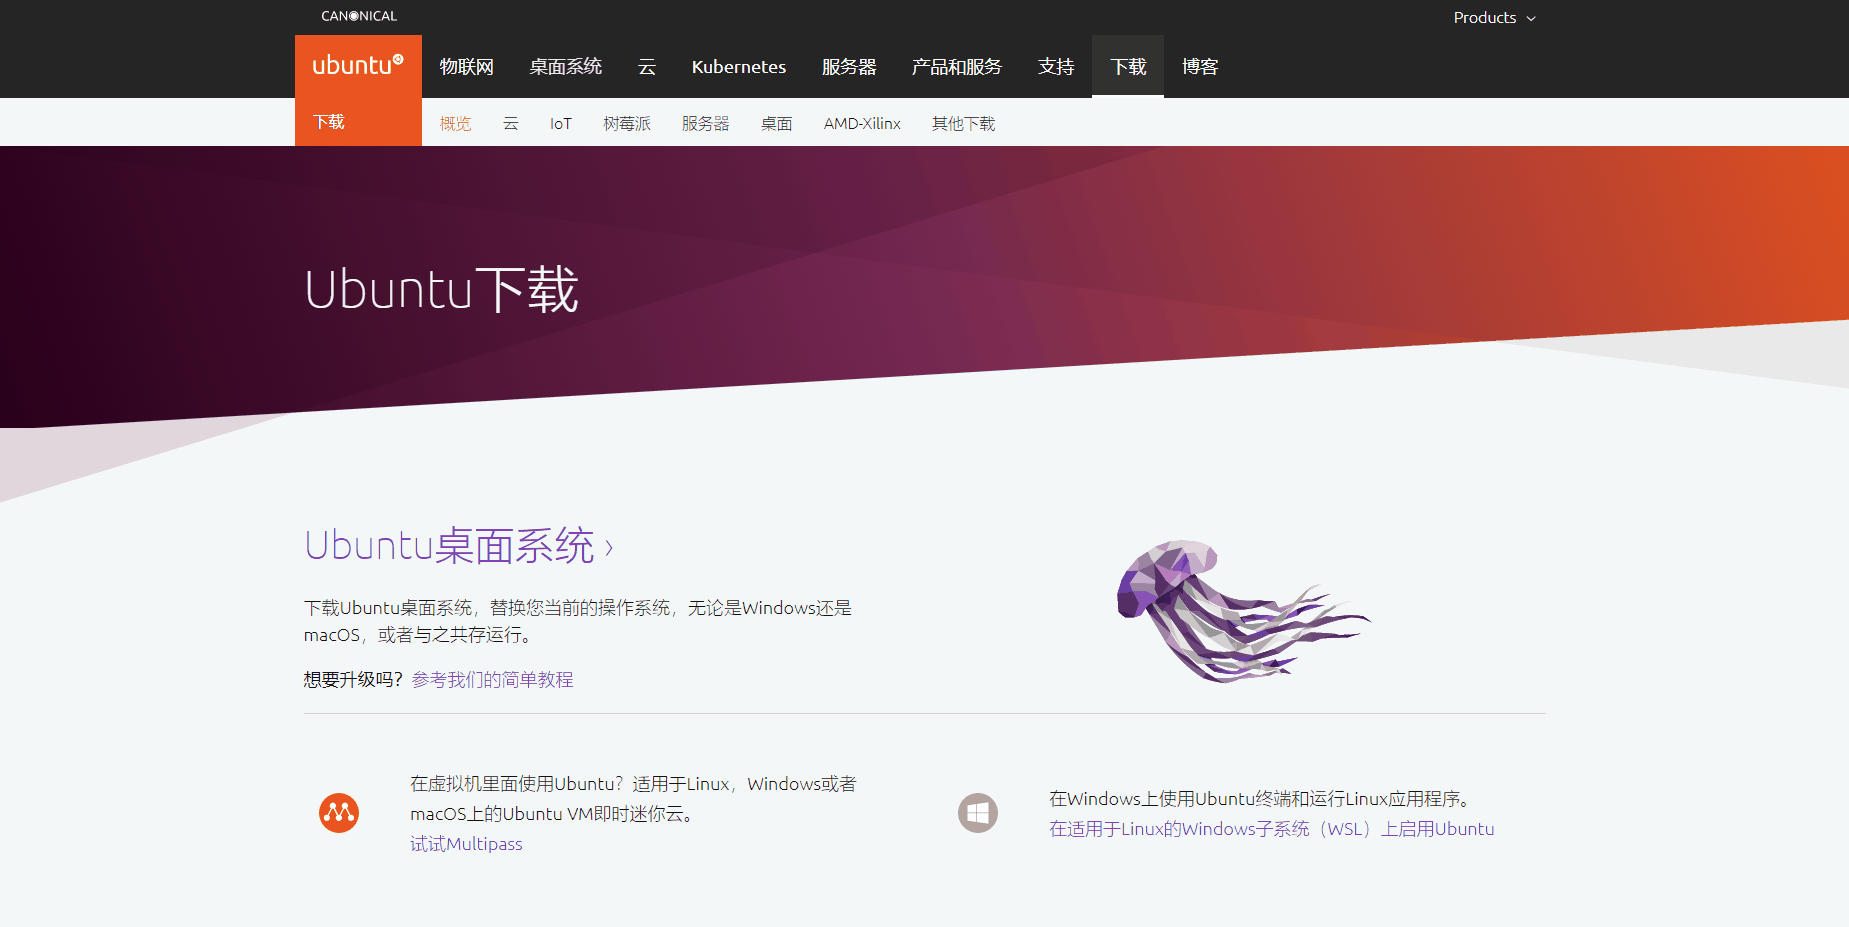 CANONICAL
Products
ubuntu
物联网 桌面系统 云 Kubernetes 服务器 产品和服务 支持 下载 博客
下载 概览 云 IoT 树莓派 服务器 桌面 AMD-Xilinx 其他下载
Ubuntu下载
Ubuntu桌面系统 ›
下载Ubuntu桌面系统，替换您当前的操作系统，无论是Windows还是
macOS，或者与之共存运行。
想要升级吗？参考我们的简单教程
在虚拟机里面使用Ubuntu？适用于Linux，Windows或者
macOS上的Ubuntu VM即时迷你云。
试试Multipass
在Windows上使用Ubuntu终端和运行Linux应用程序。
在适用于Linux的Windows子系统（WSL）上启用Ubuntu